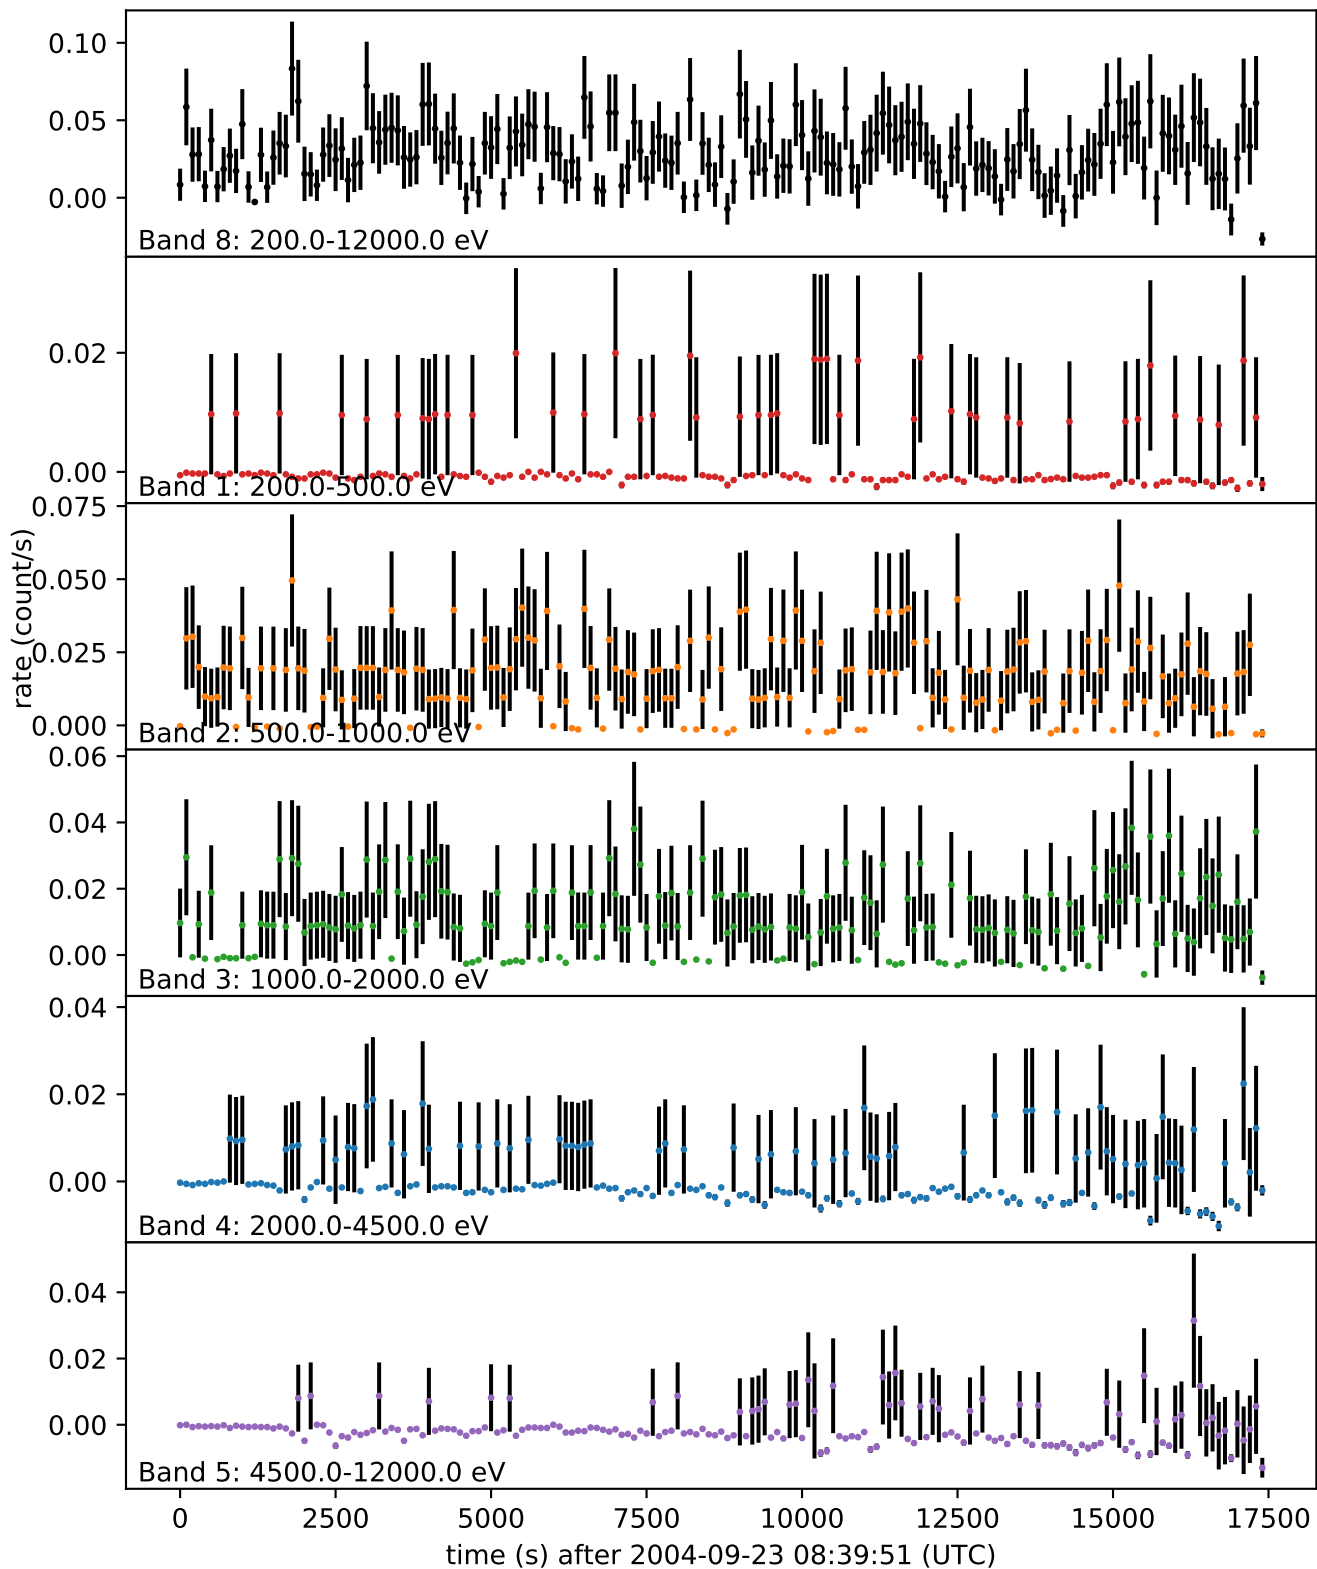 0.10
0.05
0.00
Band 8: 200.0-12000.0 eV
0.02
0.00
Band 1: 200.0-500.0 eV
rate (count/s)
0.075
0.050
0.025
0.000
Band 2: 500.0-1000.0 eV
0.06
0.04
0.02
0.00
Band 3: 1000.0-2000.0 eV
0.04
0.02
0.00
Band 4: 2000.0-4500.0 eV
0.04
0.02
0.00
Band 5: 4500.0-12000.0 eV
0 2500 5000 7500 10000 12500 15000 17500
time (s) after 2004-09-23 08:39:51 (UTC)